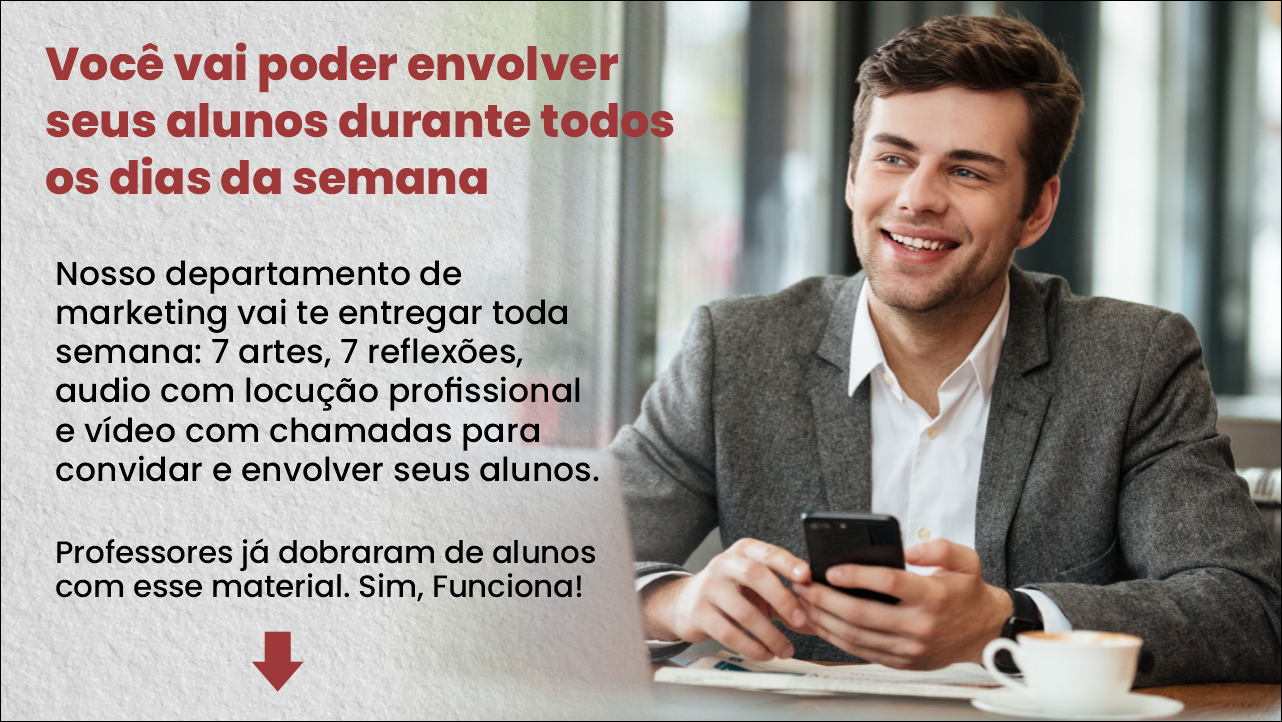 Você vai poder envolver
seus alunos durante todos
os dias da semana
Nosso departamento de
marketing vai te entregar toda
semana: 7 artes, 7 reflexões,
audio com locução profissional
e vídeo com chamadas para
convidar e envolver seus alunos.
Professores já dobraram de alunos
com esse material. Sim, Funciona!